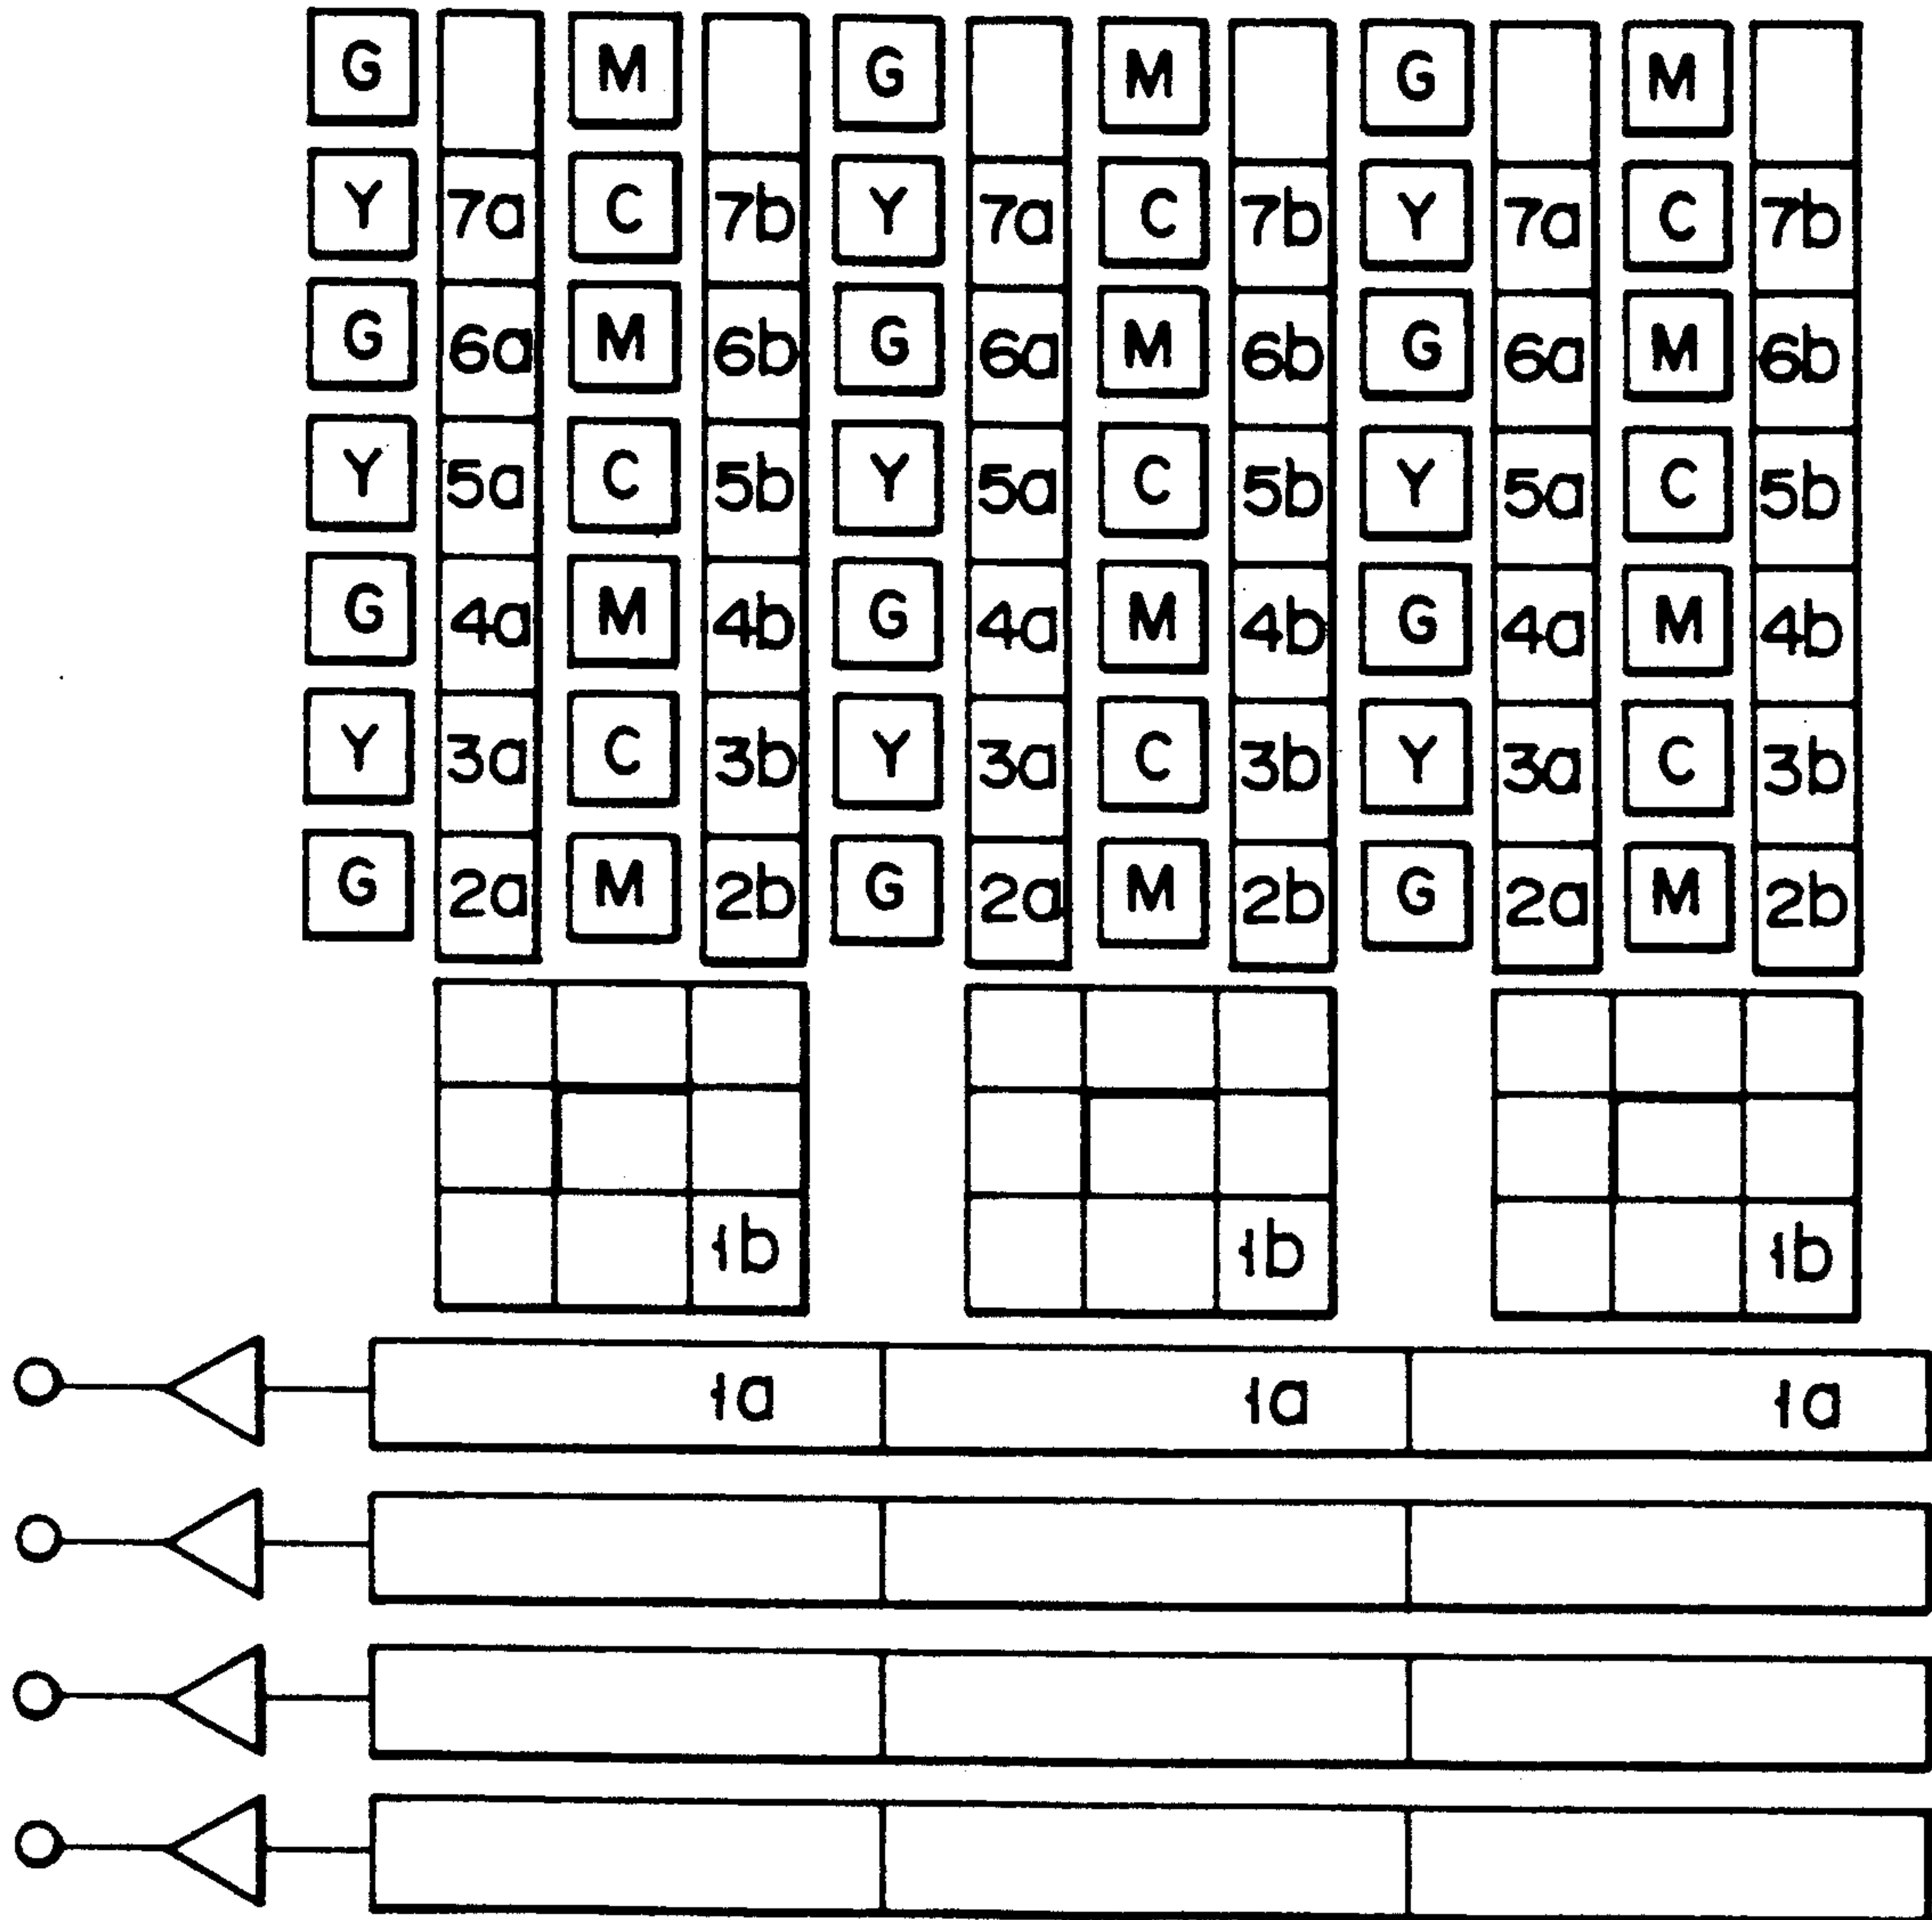 G M G M G M
Y 7a C 7b Y 7a C 7b Y 7a C 7b
G 6a M 6b G 6a M 6b G 6a M 6b
Y 5a C 5b Y 5a C 5b Y 5a C 5b
G 4a M 4b G 4a M 4b G 4a M 4b
Y 3a C 3b Y 3a C 3b Y 3a C 3b
G 2a M 2b G 2a M 2b G 2a M 2b
1b 1b 1b
1a 1a 1a